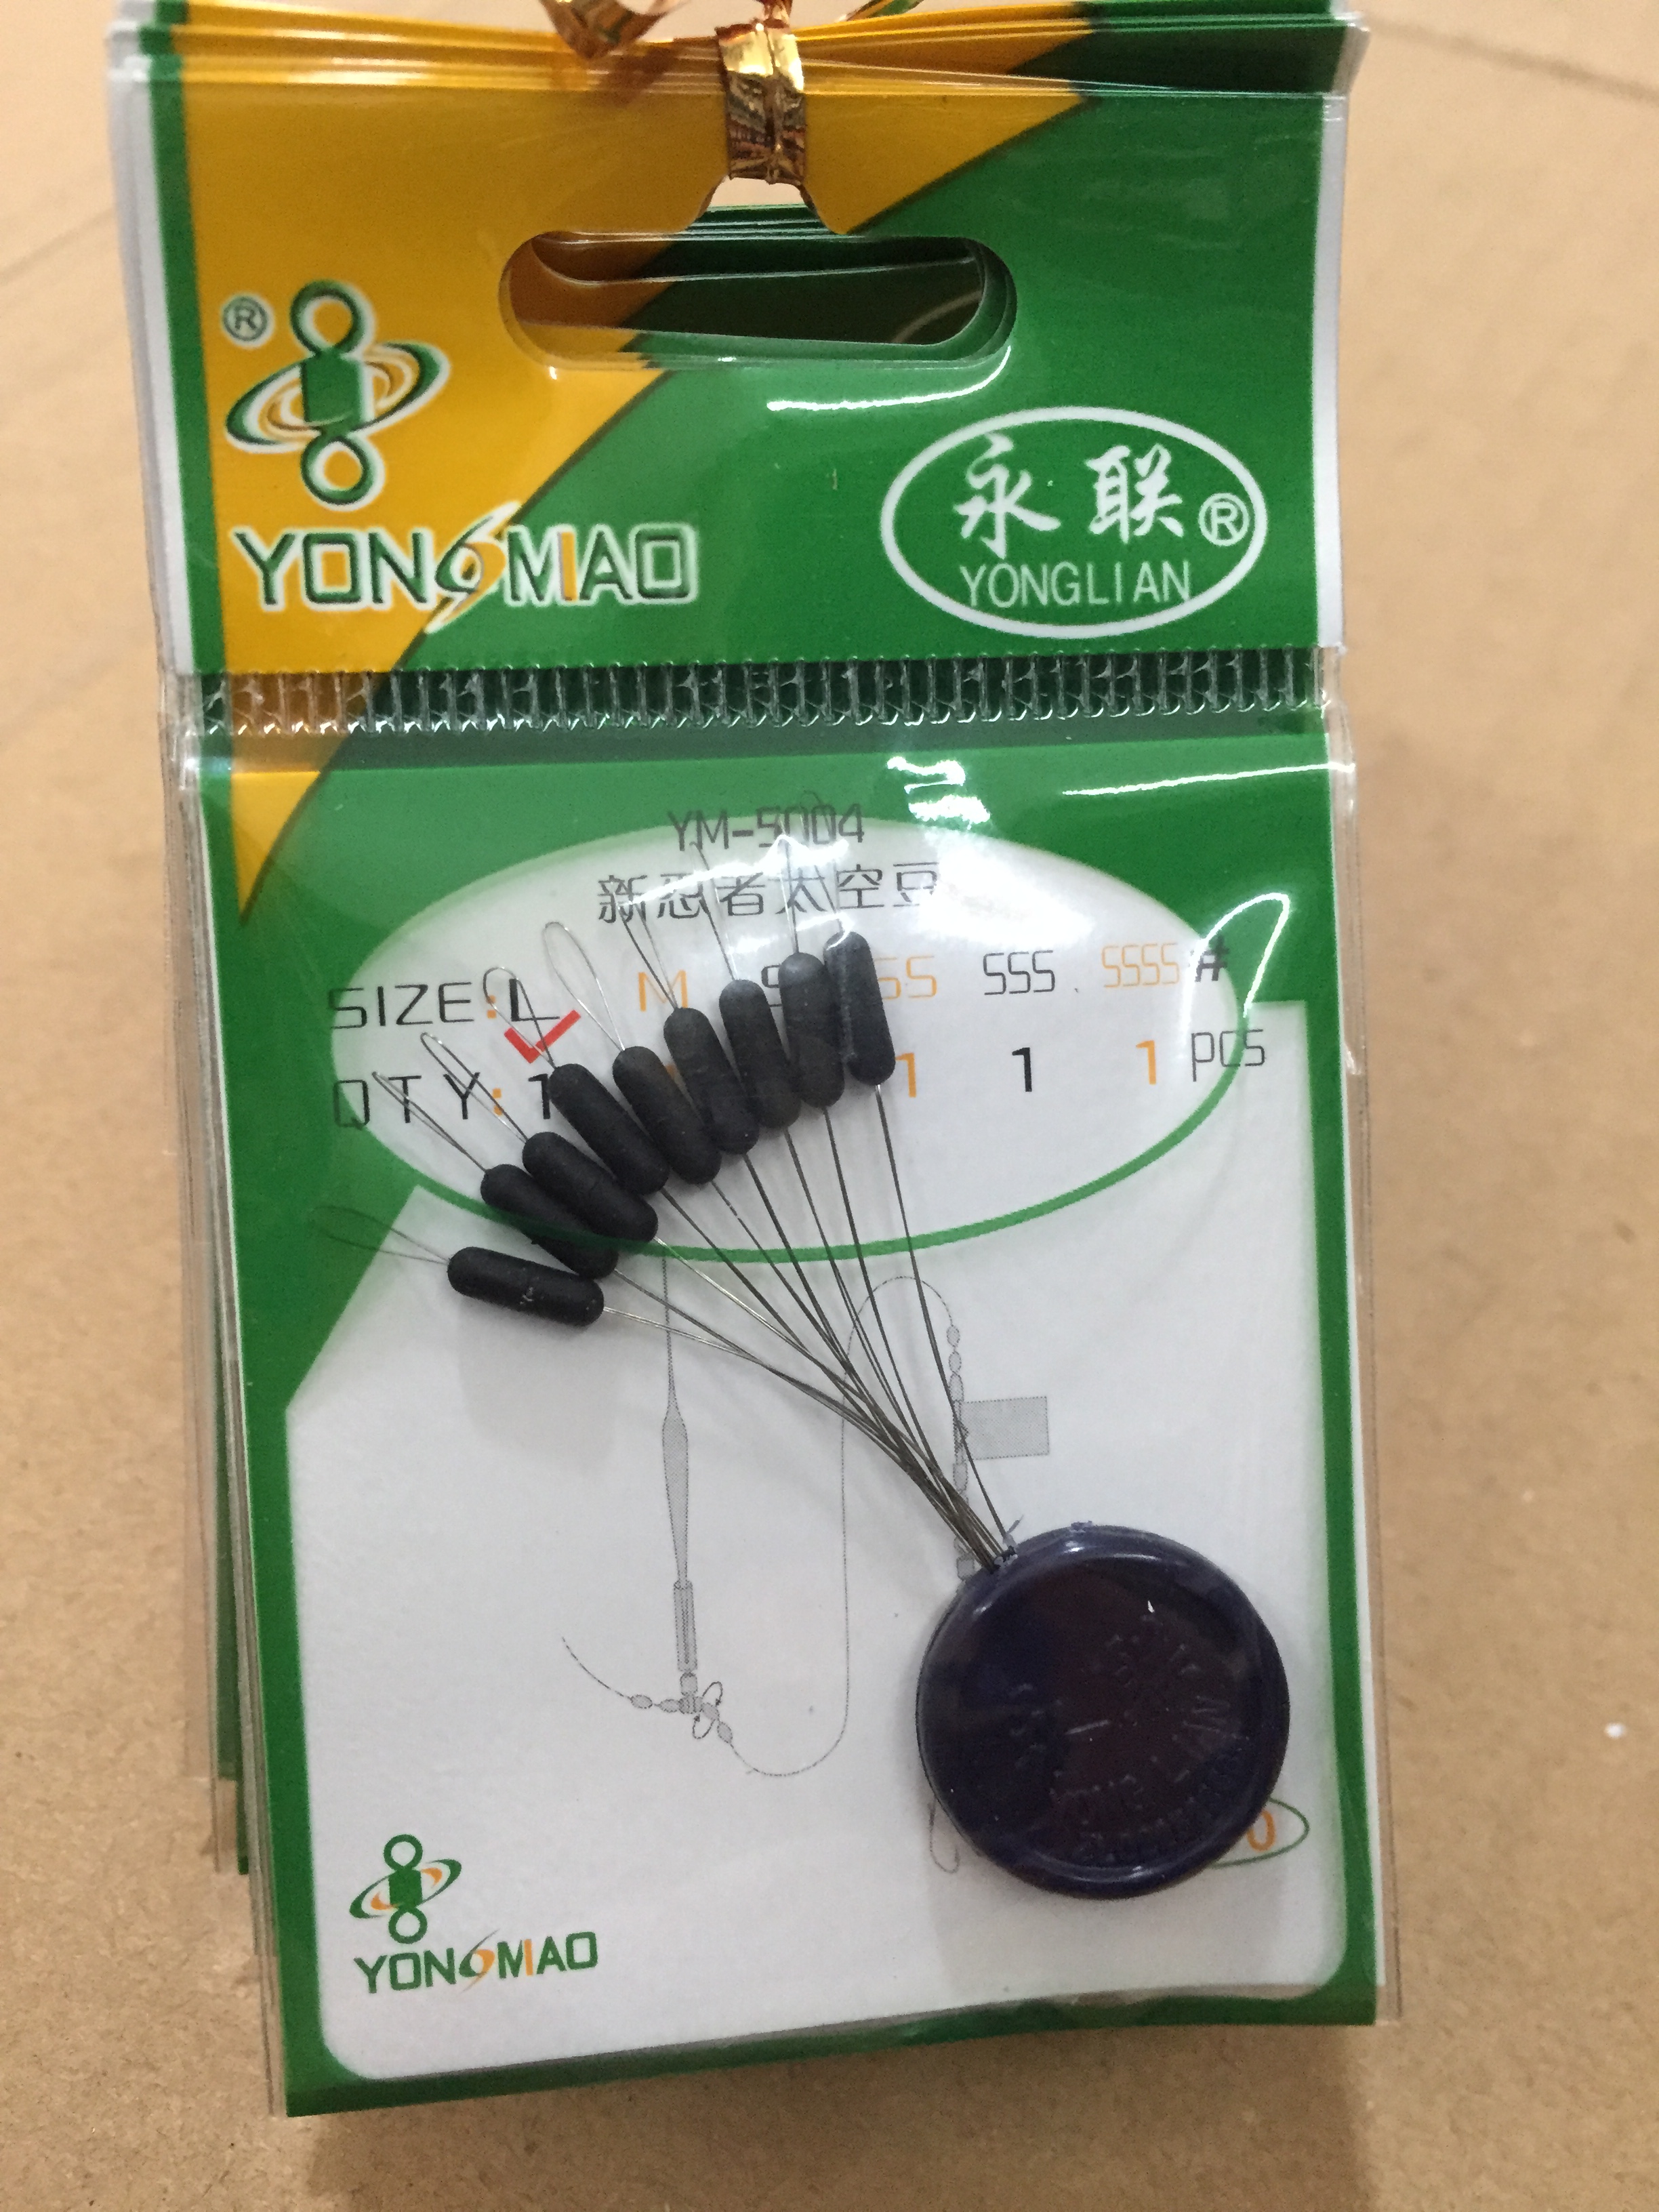 ®
YONGMAO
永联®
YONGLIAN
YM-5004
新忍者太空豆
SIZE: L M S SS SSS SSSS #
QTY: 1 1 1 1 pcs
0
YONGMAO